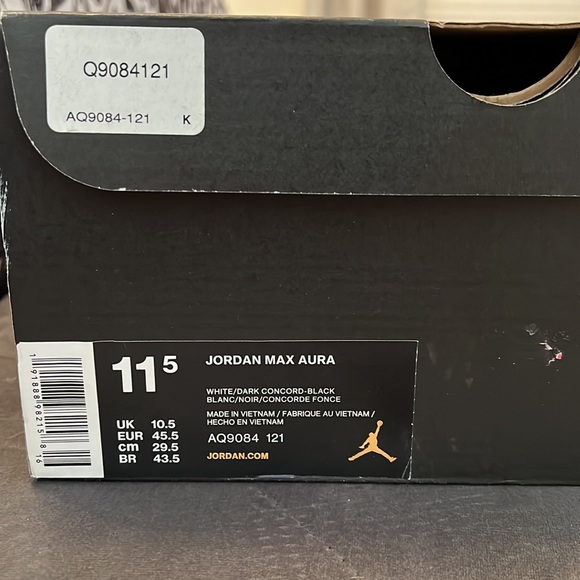 Q9084121
AQ9084-121 K
11 5 JORDAN MAX AURA
WHITE/DARK CONCORD-BLACK
BLANC/NOIR/CONCORDE FONCE
MADE IN VIETNAM / FABRIQUE AU VIETNAM /
HECHO EN VIETNAM
UK 10.5
EUR 45.5
cm 29.5
BR 43.5
AQ9084 121
JORDAN.COM